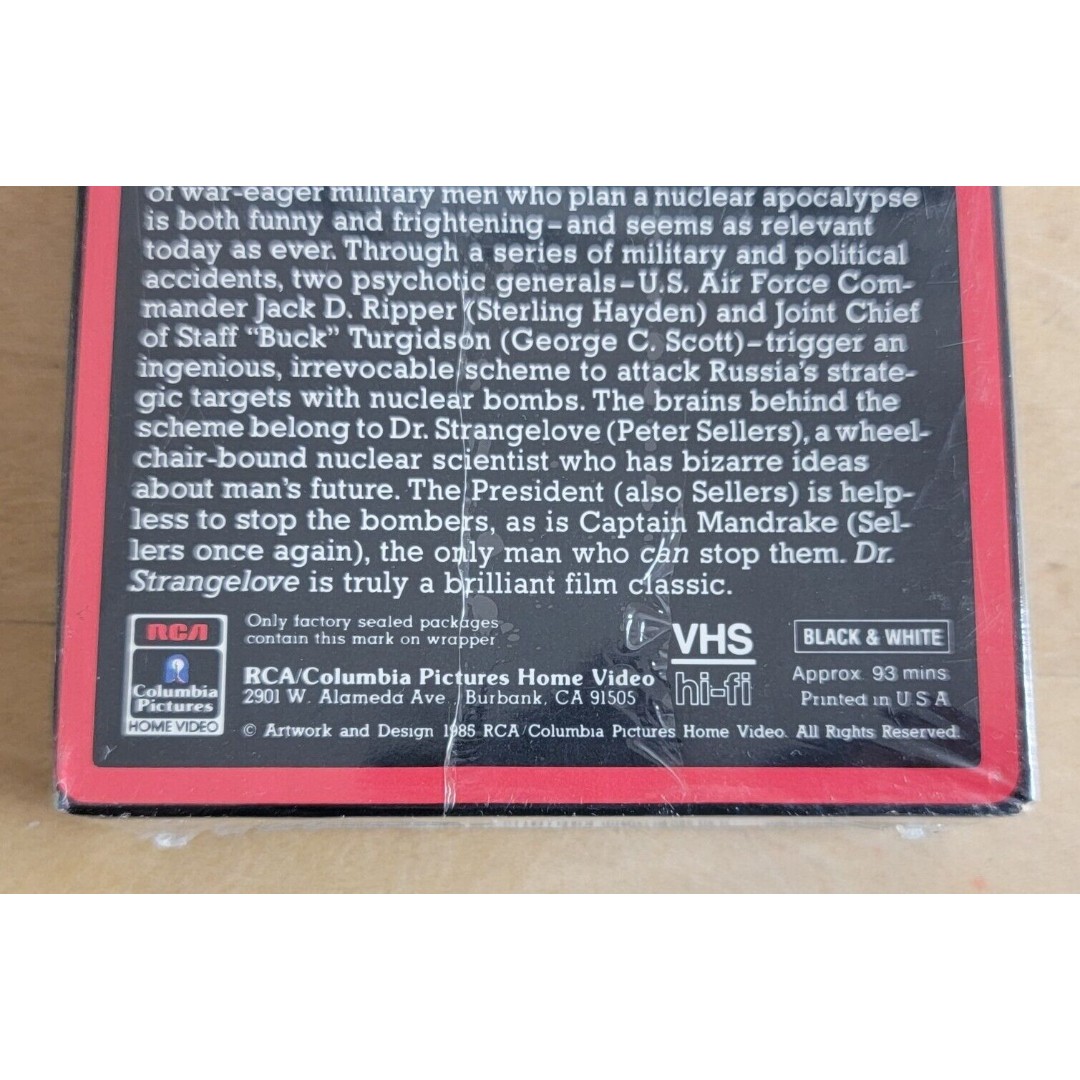 of war-eager military men who plan a nuclear apocalypse
is both funny and frightening–and seems as relevant
today as ever. Through a series of military and political
accidents, two psychotic generals–U.S. Air Force Com-
mander Jack D. Ripper (Sterling Hayden) and Joint Chief
of Staff "Buck" Turgidson (George C. Scott)–trigger an
ingenious, irrevocable scheme to attack Russia's strate-
gic targets with nuclear bombs. The brains behind the
scheme belong to Dr. Strangelove (Peter Sellers), a wheel-
chair-bound nuclear scientist who has bizarre ideas
about man's future. The President (also Sellers) is help-
less to stop the bombers, as is Captain Mandrake (Sel-
lers once again), the only man who can stop them. Dr.
Strangelove is truly a brilliant film classic.
RCA
Columbia
Pictures
HOME VIDEO
Only factory sealed packages
contain this mark on wrapper
RCA/Columbia Pictures Home Video
2901 W. Alameda Ave., Burbank, CA 91505
VHS
hi-fi
BLACK & WHITE
Approx. 93 mins.
Printed in U.S.A.
© Artwork and Design 1985 RCA/Columbia Pictures Home Video. All Rights Reserved.